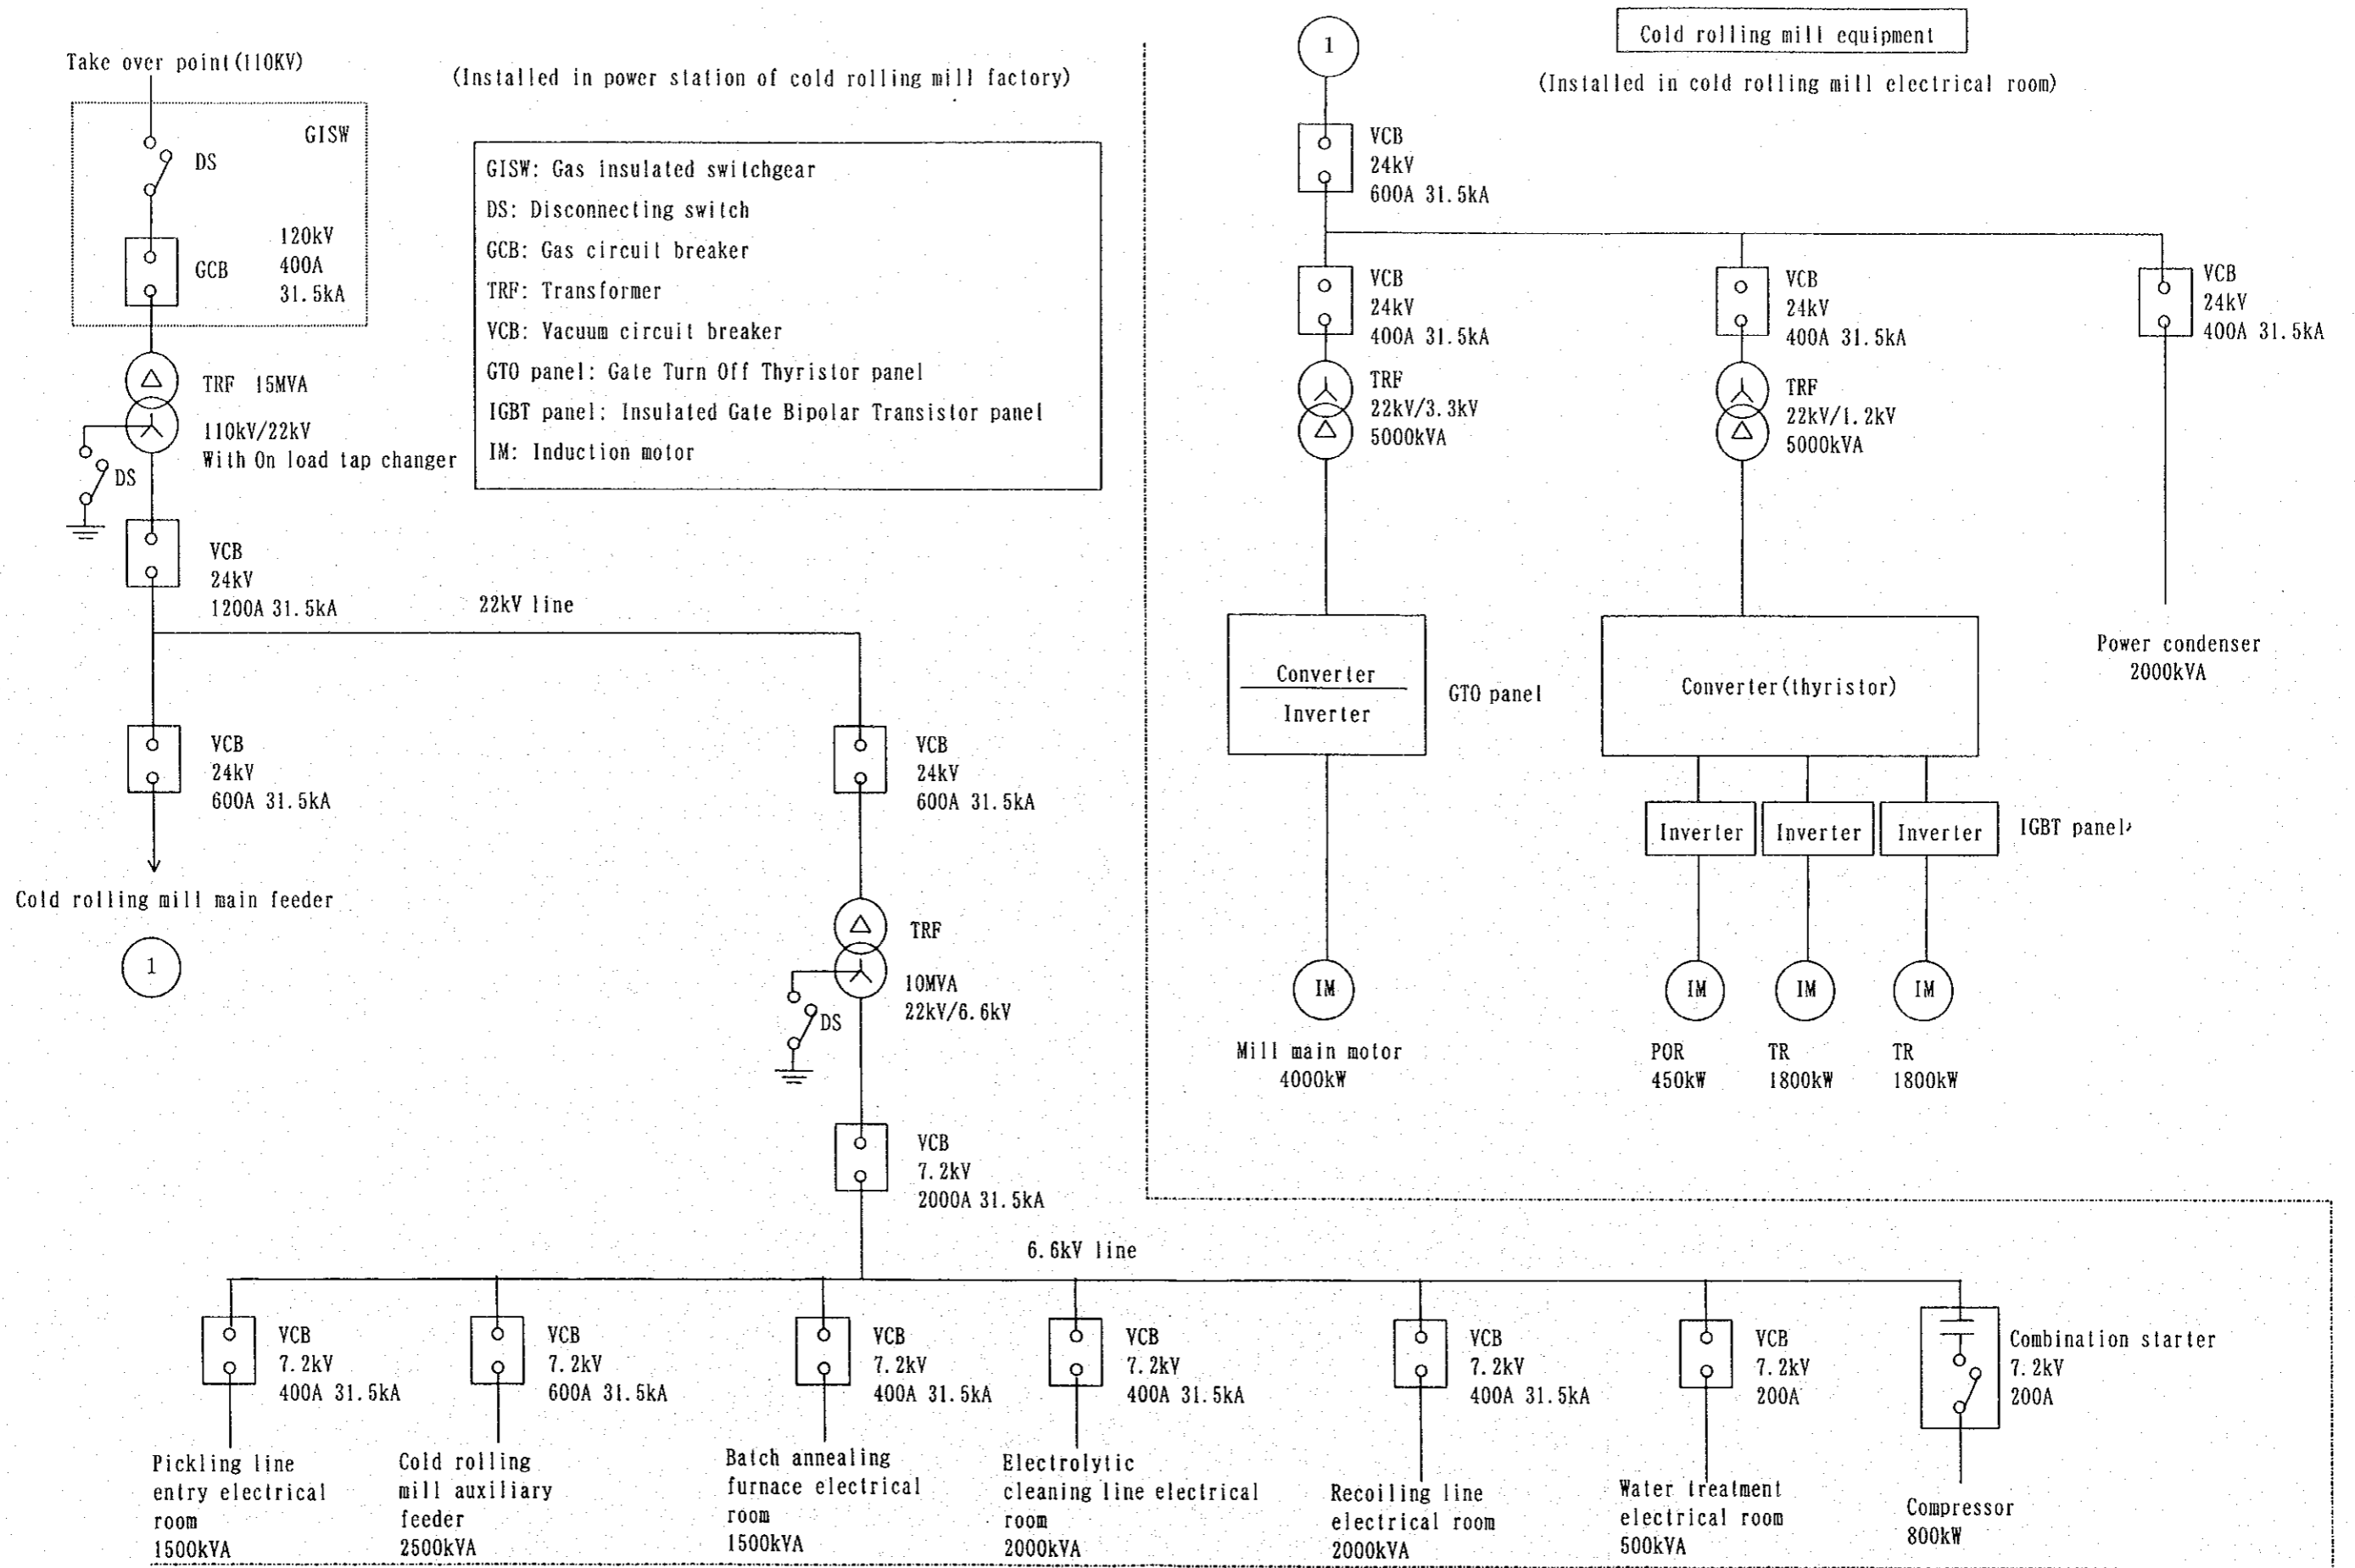 Take over point(110KV)
(Installed in power station of cold rolling mill factory)
GISW
DS
GCB
120kV
400A
31.5kA
TRF 15MVA
110kV/22kV
With On load tap changer
DS
VCB
24kV
1200A 31.5kA
22kV line
GISW: Gas insulated switchgear
DS: Disconnecting switch
GCB: Gas circuit breaker
TRF: Transformer
VCB: Vacuum circuit breaker
GTO panel: Gate Turn Off Thyristor panel
IGBT panel: Insulated Gate Bipolar Transistor panel
IM: Induction motor
VCB
24kV
600A 31.5kA
Cold rolling mill main feeder
1
VCB
24kV
600A 31.5kA
TRF
10MVA
22kV/6.6kV
DS
VCB
7.2kV
2000A 31.5kA
6.6kV line
1
Cold rolling mill equipment
(Installed in cold rolling mill electrical room)
VCB
24kV
600A 31.5kA
VCB
24kV
400A 31.5kA
TRF
22kV/3.3kV
5000kVA
VCB
24kV
400A 31.5kA
TRF
22kV/1.2kV
5000kVA
VCB
24kV
400A 31.5kA
Power condenser
2000kVA
Converter
Inverter
GTO panel
Converter(thyristor)
Inverter
Inverter
Inverter
IGBT panel
IM
Mill main motor
4000kW
IM
POR
450kW
IM
TR
1800kW
IM
TR
1800kW
VCB
7.2kV
400A 31.5kA
Pickling line
entry electrical
room
1500kVA
VCB
7.2kV
600A 31.5kA
Cold rolling
mill auxiliary
feeder
2500kVA
VCB
7.2kV
400A 31.5kA
Batch annealing
furnace electrical
room
1500kVA
VCB
7.2kV
400A 31.5kA
Electrolytic
cleaning line electrical
room
2000kVA
VCB
7.2kV
400A 31.5kA
Recoiling line
electrical room
2000kVA
VCB
7.2kV
200A
Water treatment
electrical room
500kVA
Combination starter
7.2kV
200A
Compressor
800kW